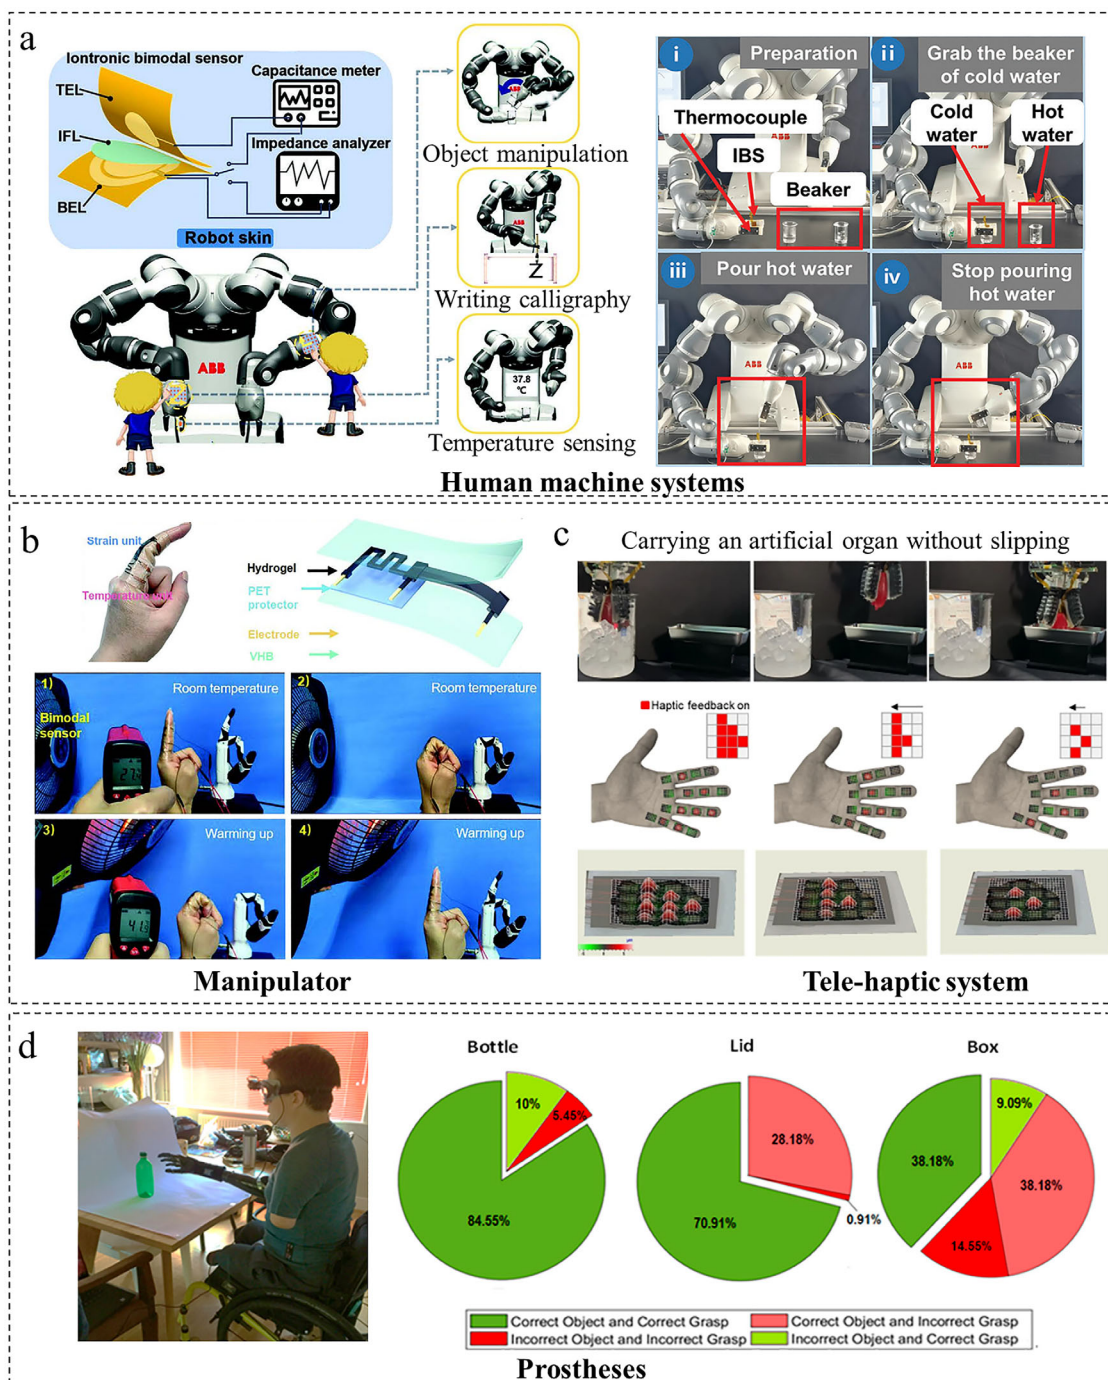 a
Iontronic bimodal sensor
TEL
IFL
BEL
Capacitance meter
Impedance analyzer
Robot skin
ABB
ABB
Object manipulation
ABB
Z
Writing calligraphy
37.8
°C
Temperature sensing
i
Preparation
Thermocouple
IBS
Beaker
ii
Grab the beaker
of cold water
Cold
water
Hot
water
iii
Pour hot water
ABB
iv
Stop pouring
hot water
ABB
Human machine systems
b
Strain unit
Hydrogel
PET
protector
Electrode
VHB
1)
Room temperature
Bimodal
sensor
2)
Room temperature
3)
Warming up
4)
Warming up
Manipulator
c
Carrying an artificial organ without slipping
Haptic feedback on
Tele-haptic system
d
Bottle
10%
5.45%
84.55%
Lid
28.18%
0.91%
70.91%
Box
9.09%
38.18%
38.18%
14.55%
Correct Object and Correct Grasp
Correct Object and Incorrect Grasp
Incorrect Object and Incorrect Grasp
Incorrect Object and Correct Grasp
Prostheses